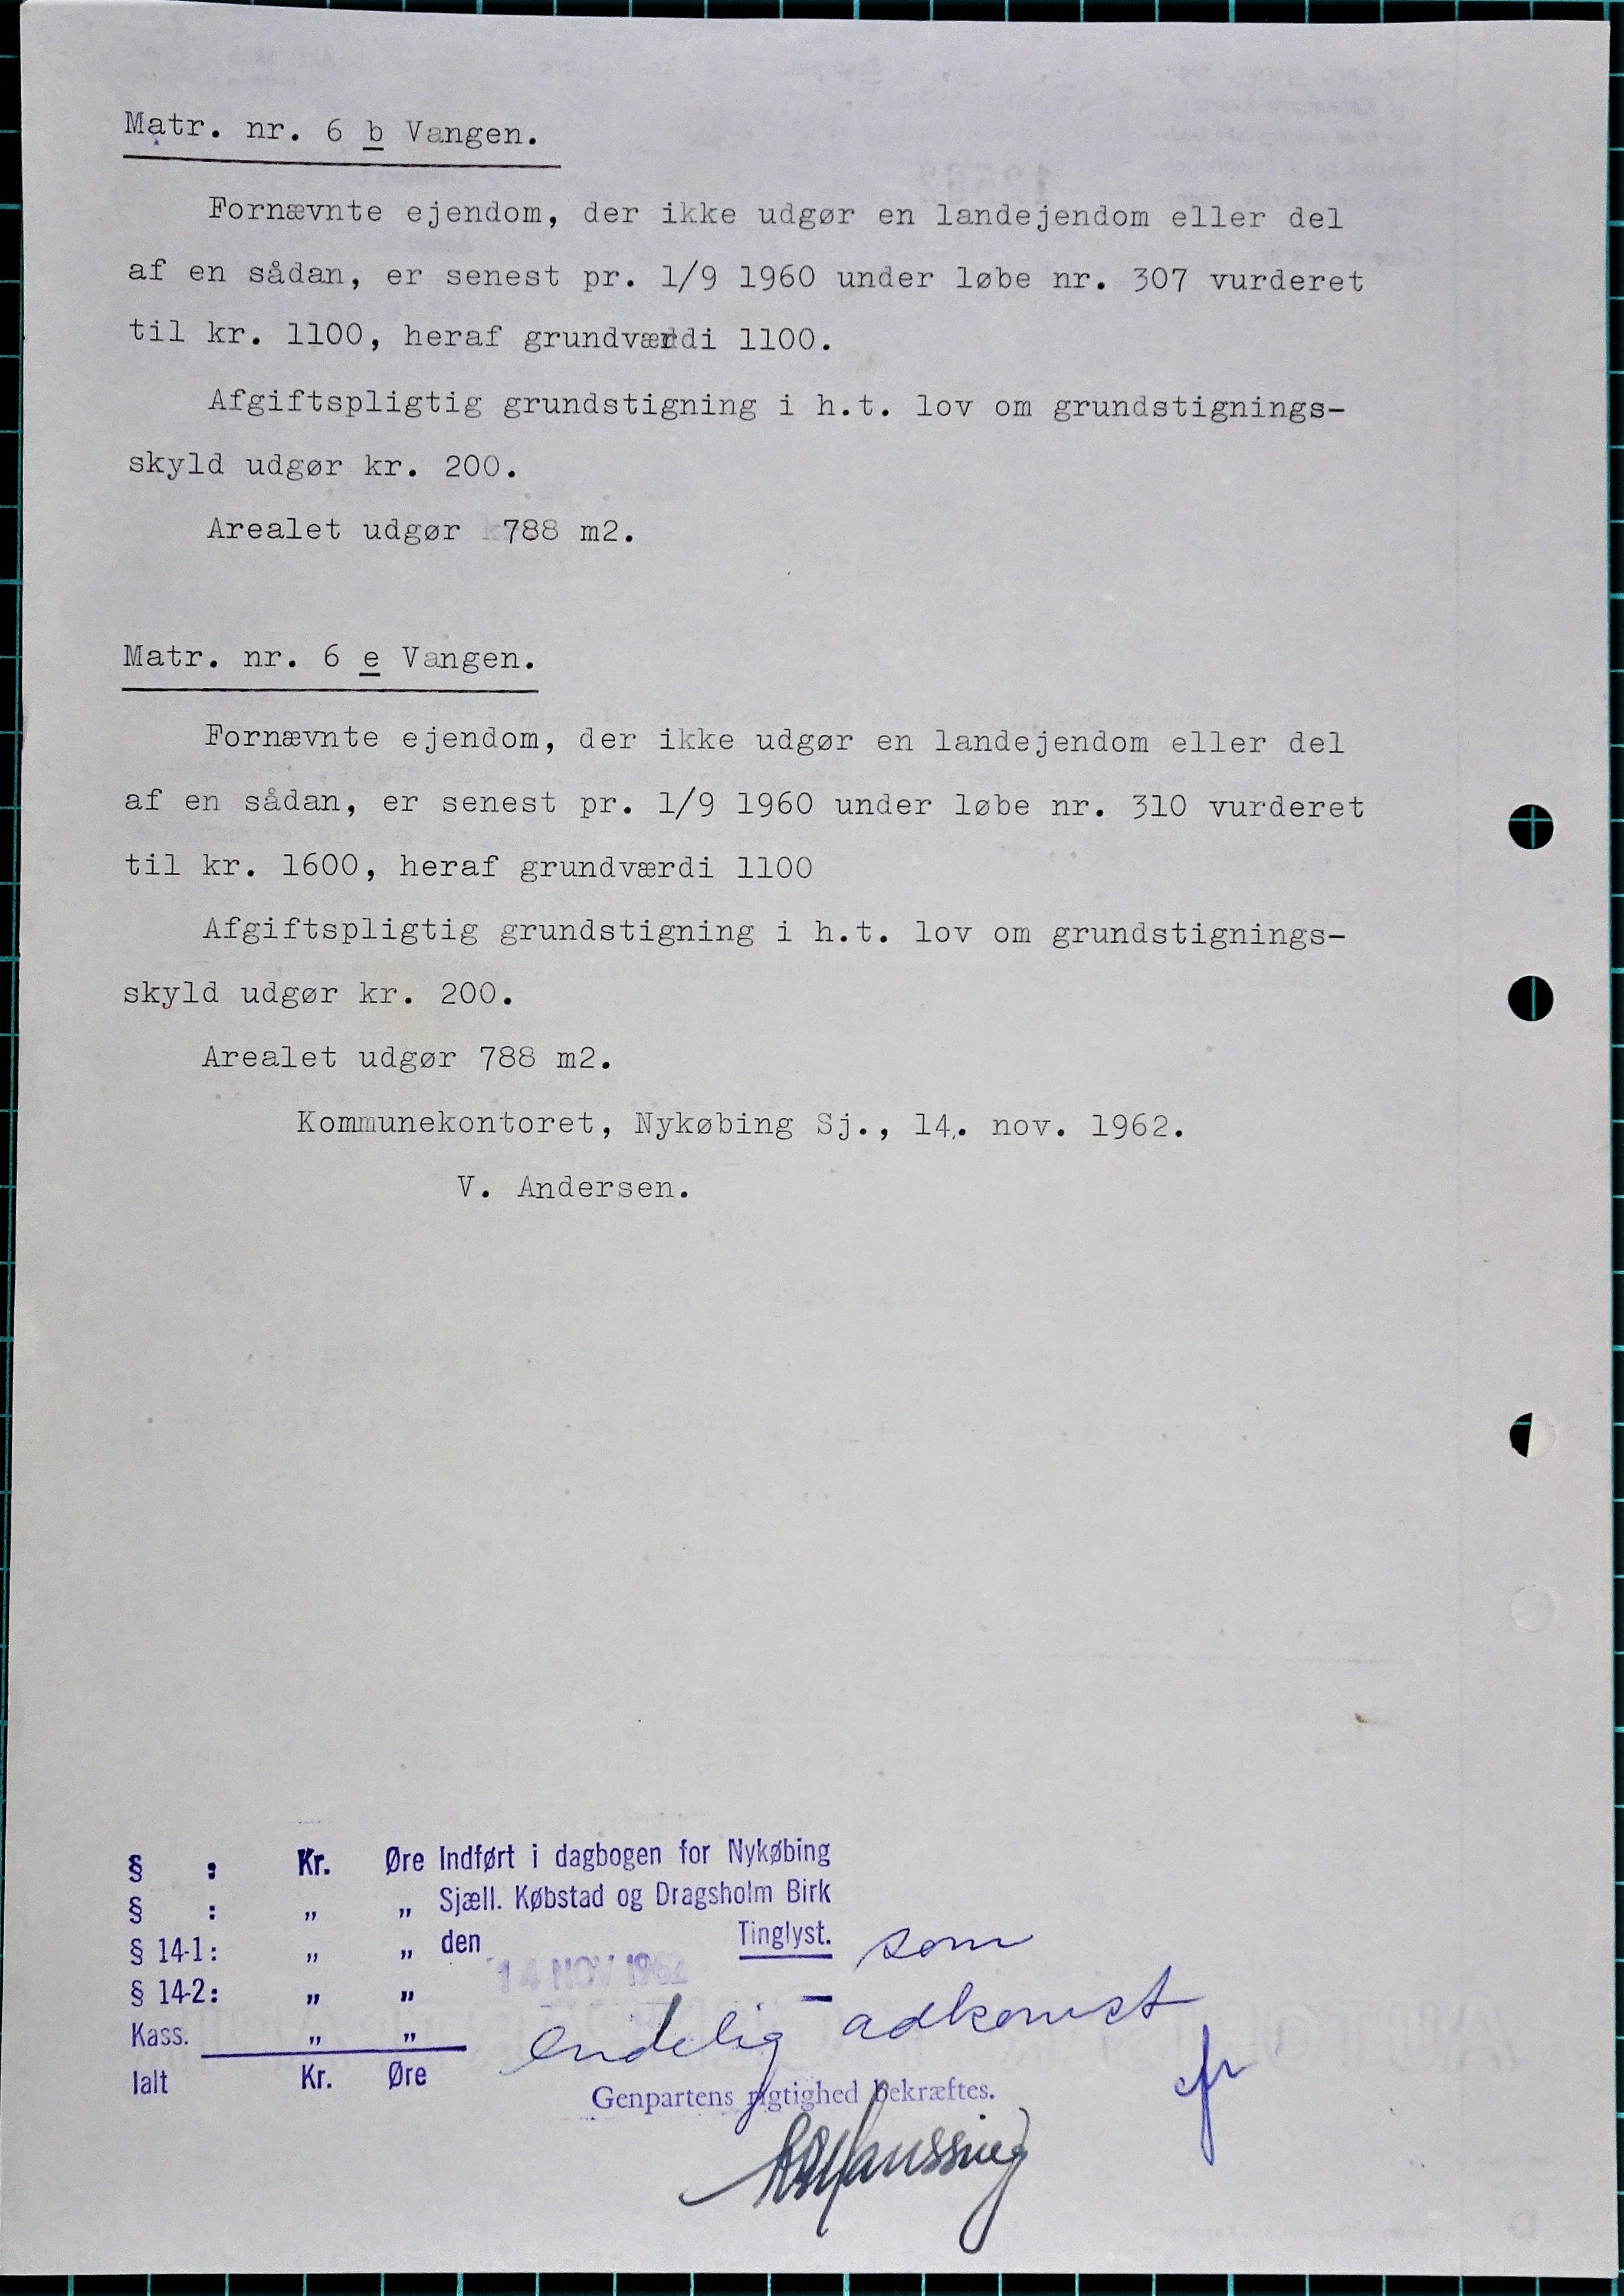 Matr. nr. 6 b Vangen.
Fornævnte ejendom, der ikke udgør en landejendom eller del
af en sådan, er senest pr. 1/9 1960 under løbe nr. 307 vurderet
til kr. 1100, heraf grundværdi 1100.
Afgiftspligtig grundstigning i h.t. lov om grundstignings-
skyld udgør kr. 200.
Arealet udgør 788 m2.
Matr. nr. 6 e Vangen.
Fornævnte ejendom, der ikke udgør en landejendom eller del
af en sådan, er senest pr. 1/9 1960 under løbe nr. 310 vurderet
til kr. 1600, heraf grundværdi 1100
Afgiftspligtig grundstigning i h.t. lov om grundstignings-
skyld udgør kr. 200.
Arealet udgør 788 m2.
Kommunekontoret, Nykøbing Sj., 14. nov. 1962.
V. Andersen.
§ : Kr. Øre Indført i dagbogen for Nykøbing
§ : " " Sjæll. Købstad og Dragsholm Birk
§ 14-1: " " den 14 NOV 1962 Tinglyst. som
§ 14-2: " "
Kass. " " endelig adkomst
Ialt Kr. Øre
Genpartens rigtighed bekræftes.